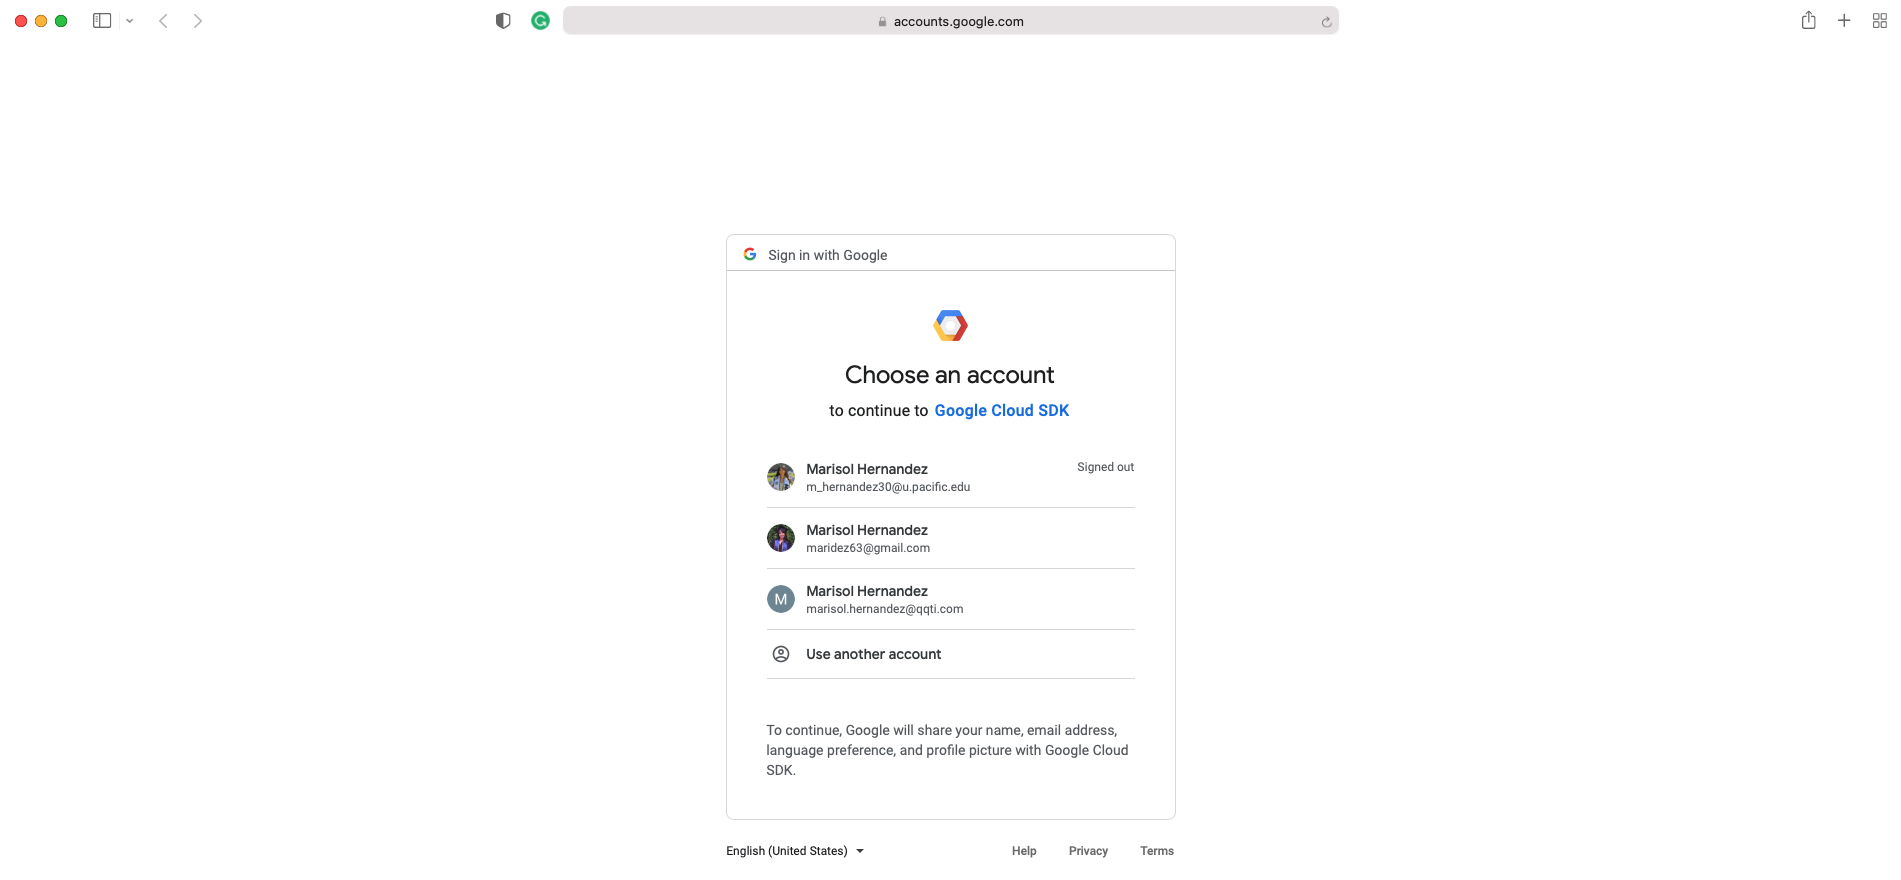 accounts.google.com
Sign in with Google
Choose an account
to continue to Google Cloud SDK
Marisol Hernandez
Signed out
m_hernandez30@u.pacific.edu
Marisol Hernandez
maridez63@gmail.com
M
Marisol Hernandez
marisol.hernandez@qqti.com
Use another account
To continue, Google will share your name, email address,
language preference, and profile picture with Google Cloud
SDK.
English (United States)
Help
Privacy
Terms